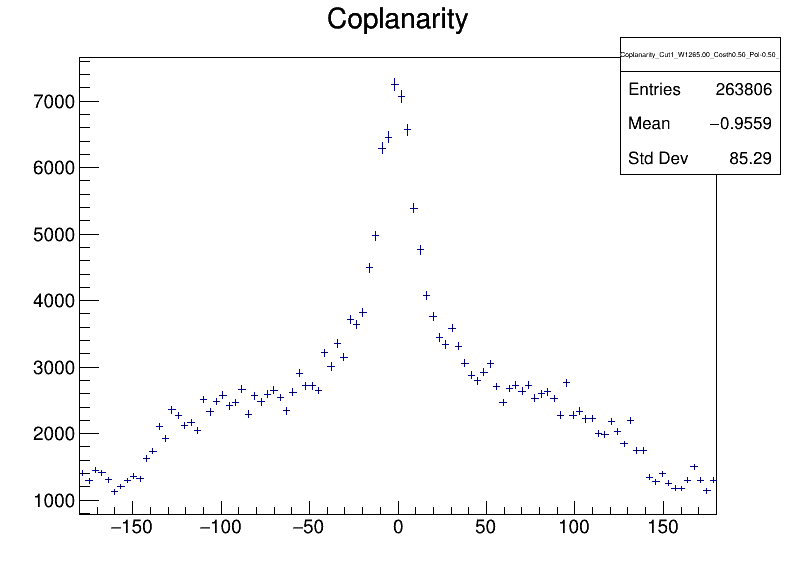 Coplanarity
Coplanarity_Cut1_W1265.00_Costh0.50_Pol-0.50_
Entries 263806
Mean −0.9559
Std Dev 85.29
7000
6000
5000
4000
3000
2000
1000
−150 −100 −50 0 50 100 150